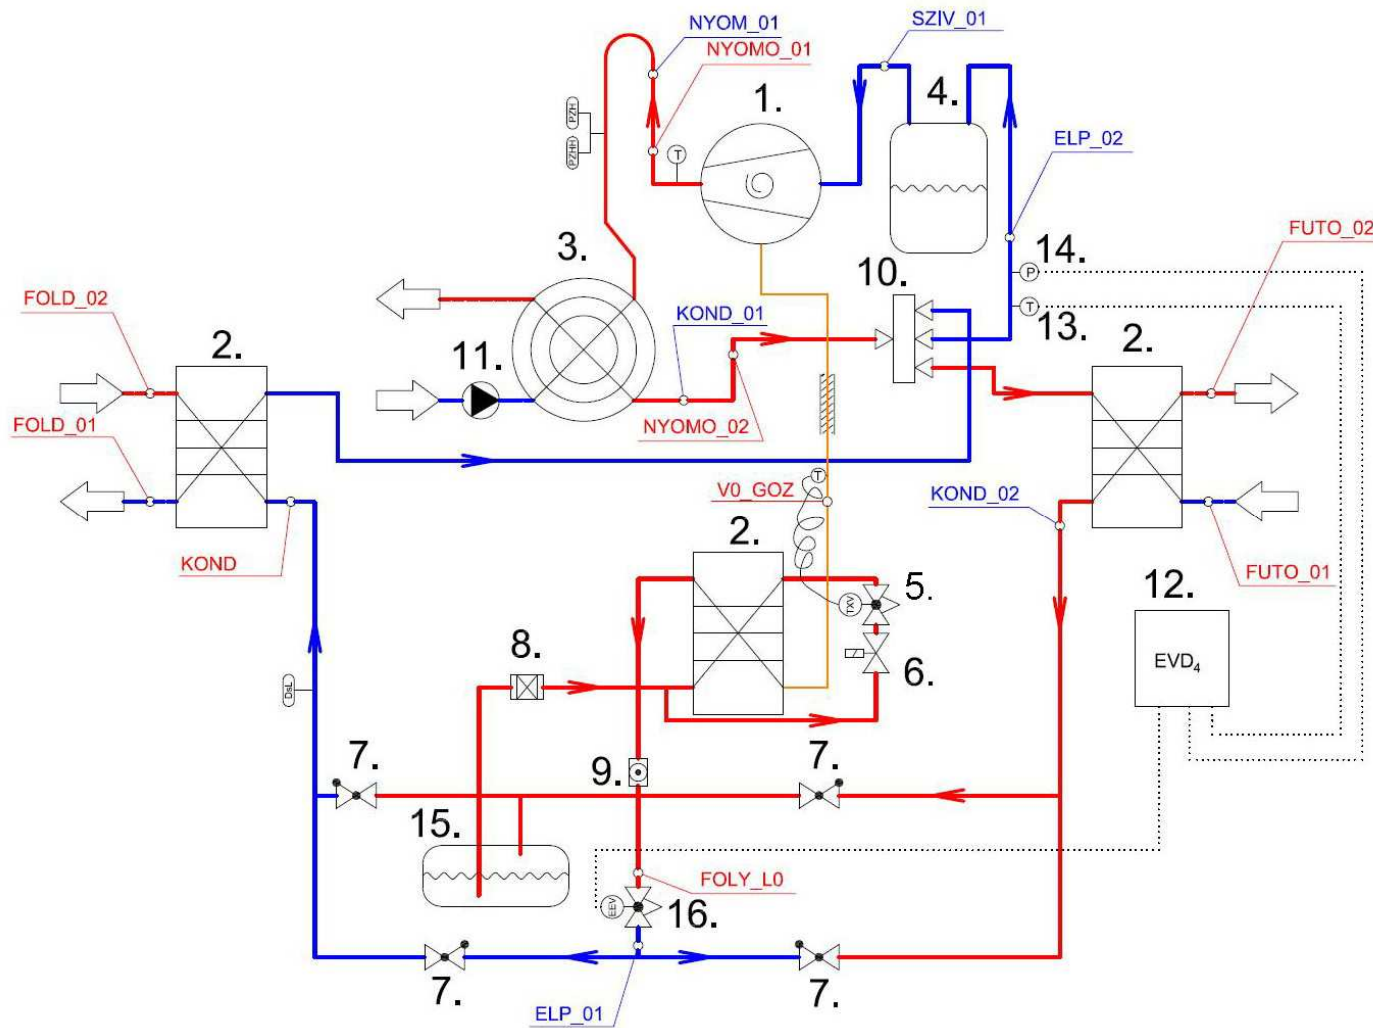 NYOM_01
SZÍV_01
NYOMO_01
1.
4.
PZH
ELP_02
PZHH
T
FUTO_02
3.
14.
10.
P
FOLD_02
KOND_01
T
13.
2.
2.
11.
FOLD_01
NYOMO_02
T
V0_GOZ
KOND_02
KOND
2.
FUTO_01
5.
12.
TXV
8.
6.
EVD4
DsL
7.
9.
7.
15.
FOLY_L0
EEV
16.
7.
7.
ELP_01